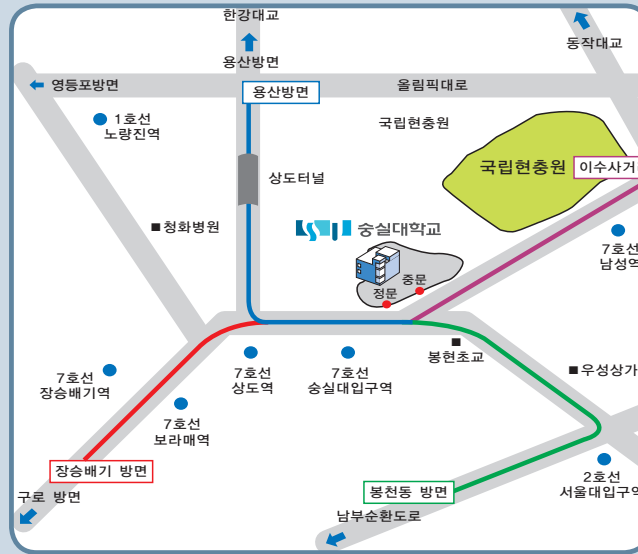 한강대교
용산방면
동작대교
영등포방면
용산방면
올림픽대로
1호선
노량진역
국립현충원
국립현충원
이수사거
상도터널
청화병원
숭실대학교
7호선
남성역
중문
정문
봉현초교
7호선
장승배기역
7호선
상도역
7호선
숭실대입구역
우성상가
7호선
보라매역
장승배기 방면
구로 방면
봉천동 방면
2호선
서울대입구역
남부순환도로